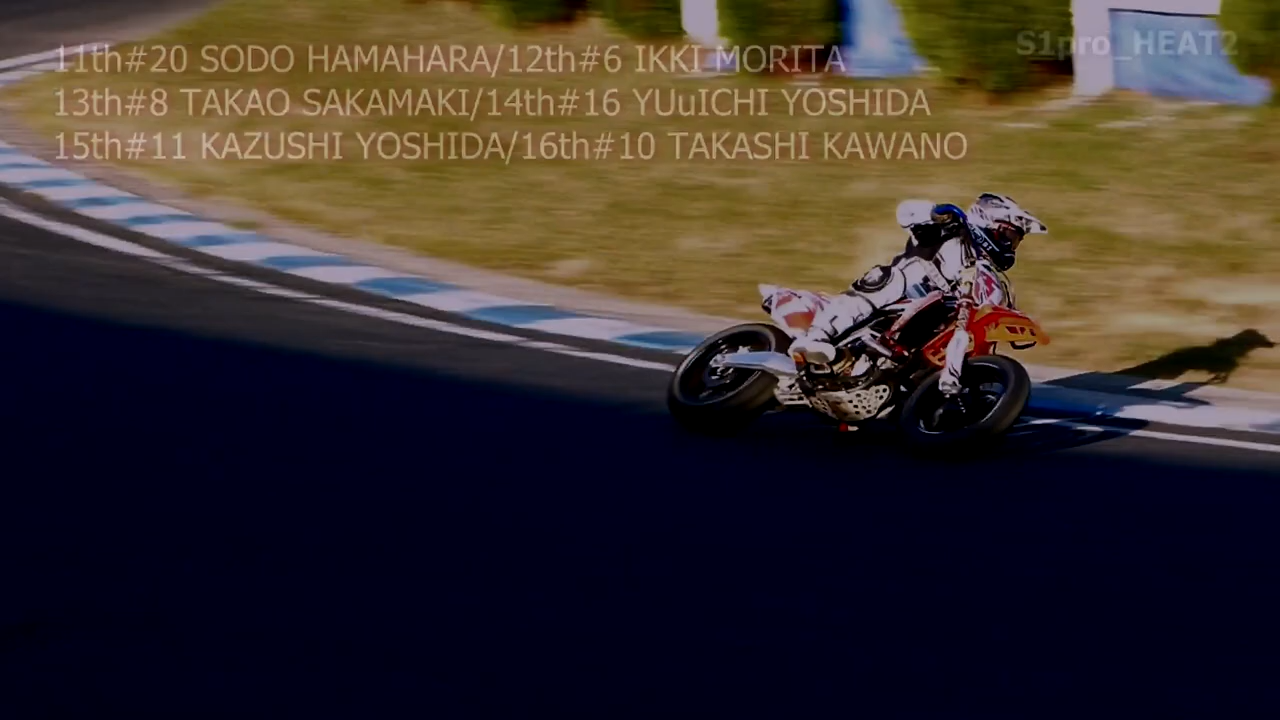 S1pro_HEAT2
11th#20 SODO HAMAHARA/12th#6 IKKI MORITA
13th#8 TAKAO SAKAMAKI/14th#16 YUuICHI YOSHIDA
15th#11 KAZUSHI YOSHIDA/16th#10 TAKASHI KAWANO